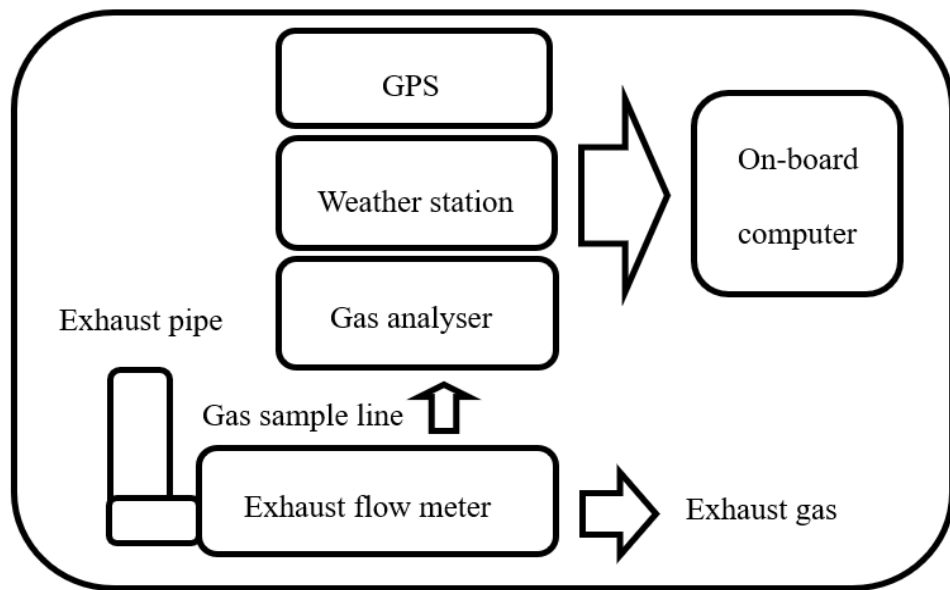 GPS
Weather station
On-board
computer
Gas analyser
Exhaust pipe
Gas sample line
Exhaust flow meter
Exhaust gas